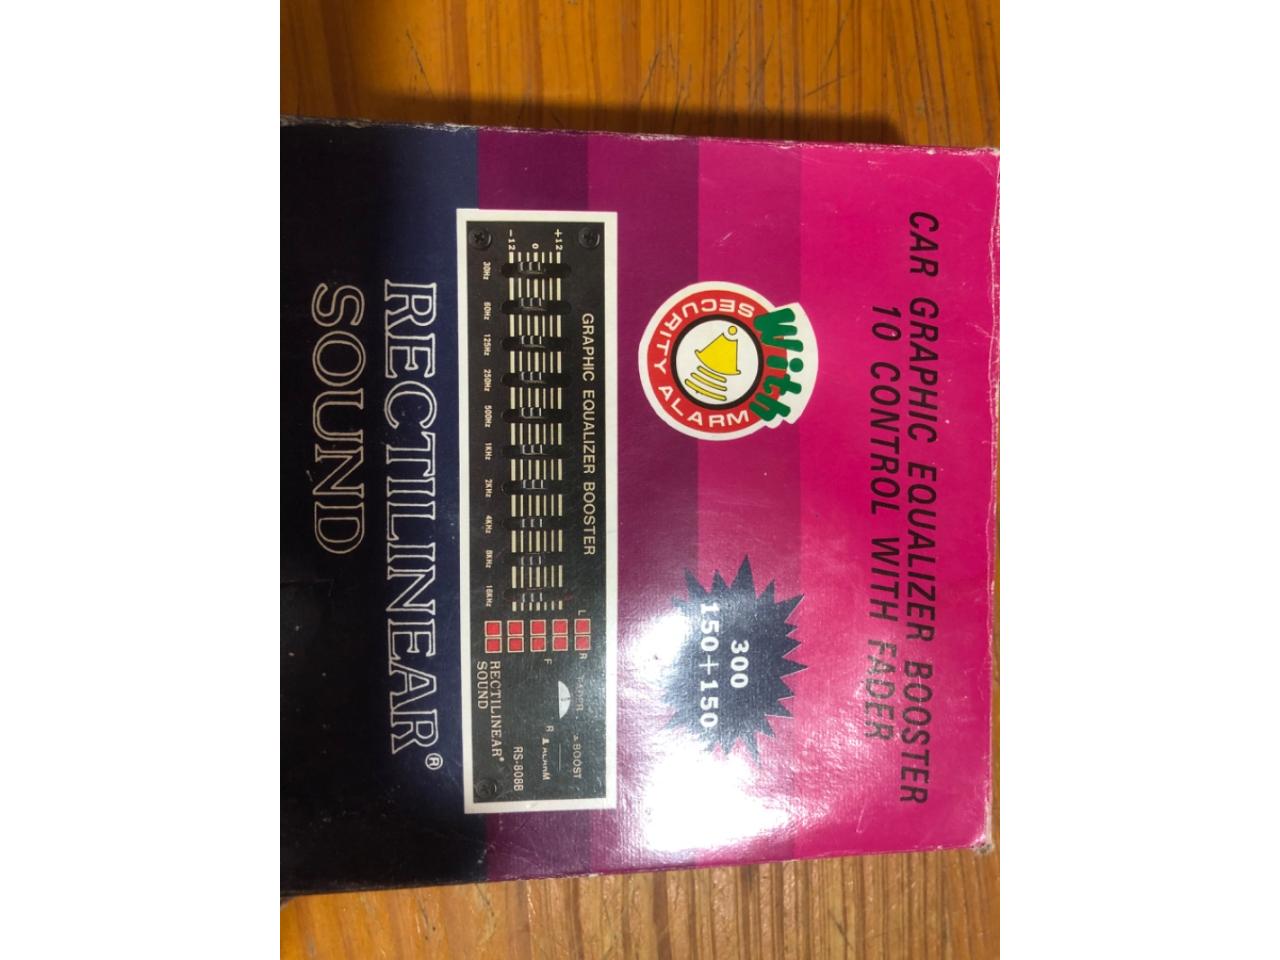 CAR GRAPHIC EQUALIZER BOOSTER
10 CONTROL WITH FADER
With
SECURITY ALARM
300
150+150
GRAPHIC EQUALIZER BOOSTER
+12
0
-12
30Hz 60Hz 125Hz 250Hz 500Hz 1KHz 2KHz 4KHz 8KHz 16KHz
L R
F R
BOOST
ALARM
RS-808B
RECTILINEAR®
SOUND
RECTILINEAR®
SOUND